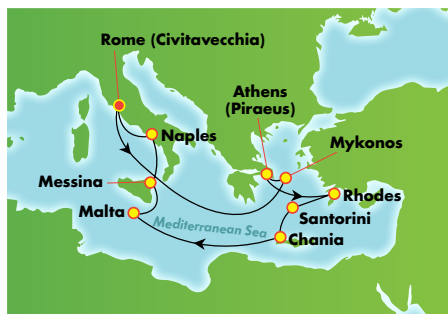 Rome (Civitavecchia)
Athens
(Piraeus)
Naples
Mykonos
Messina
Rhodes
Malta
Santorini
Mediterranean Sea
Chania